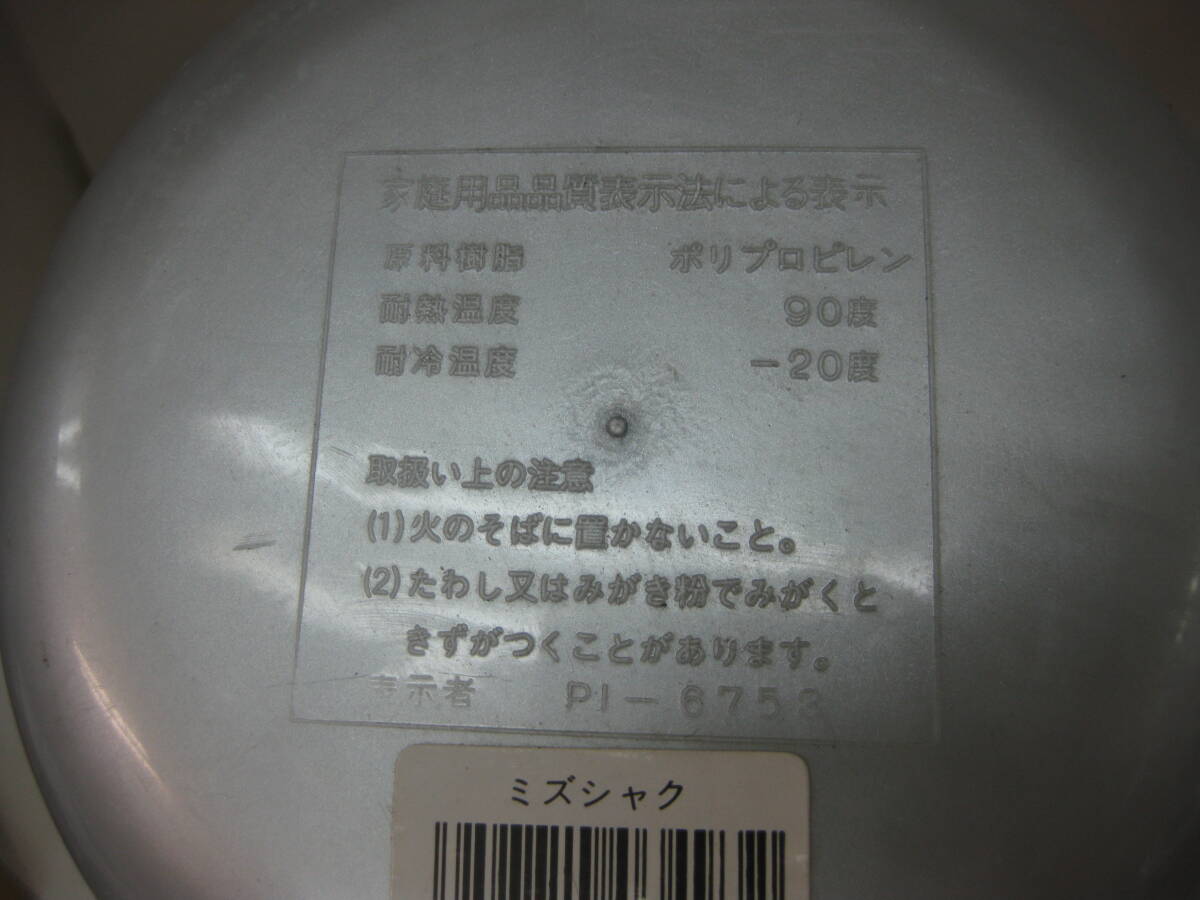 家庭用品品質表示法による表示
原料樹脂 ポリプロピレン
耐熱温度 90度
耐冷温度 -20度
取扱い上の注意
(1)火のそばに置かないこと。
(2)たわし又はみがき粉でみがくと
きずがつくことがあります。
表示者 PI-6753
ミズシャク